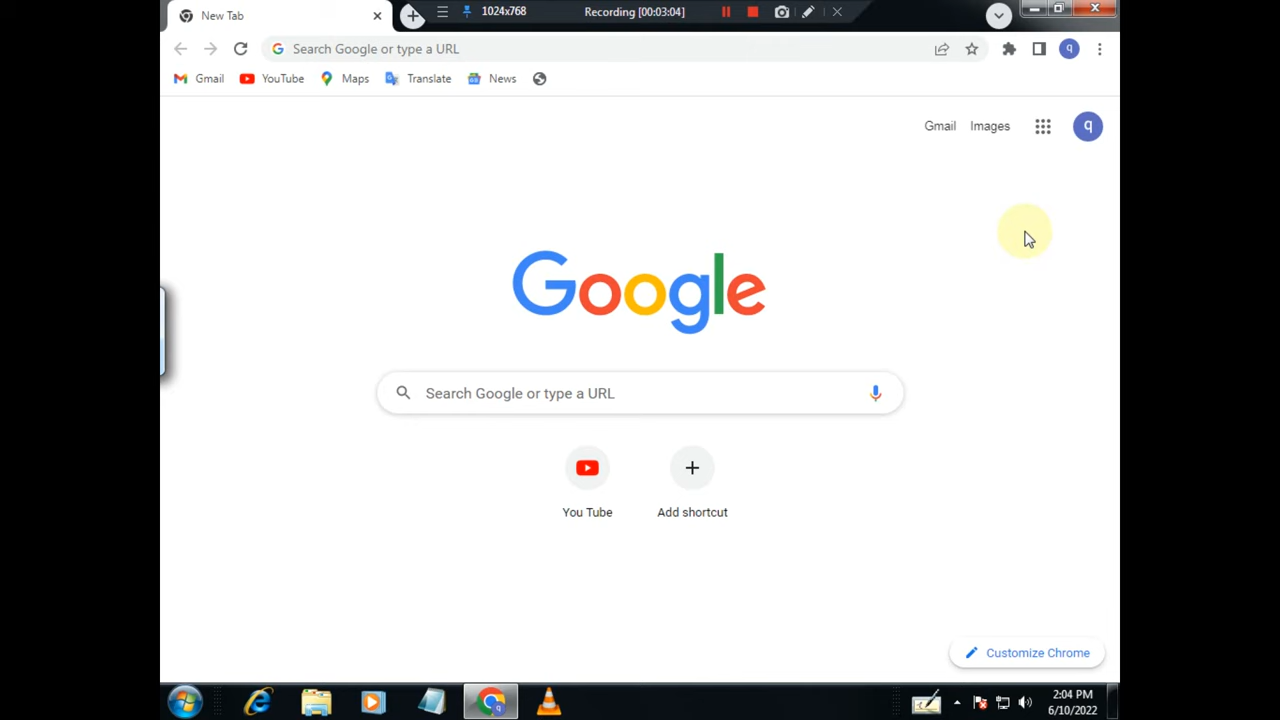 New Tab
1024x768
Recording [00:03:04]
Search Google or type a URL
q
Gmail
YouTube
Maps
Translate
News
Gmail
Images
q
Google
Search Google or type a URL
You Tube
Add shortcut
Customize Chrome
2:04 PM
6/10/2022